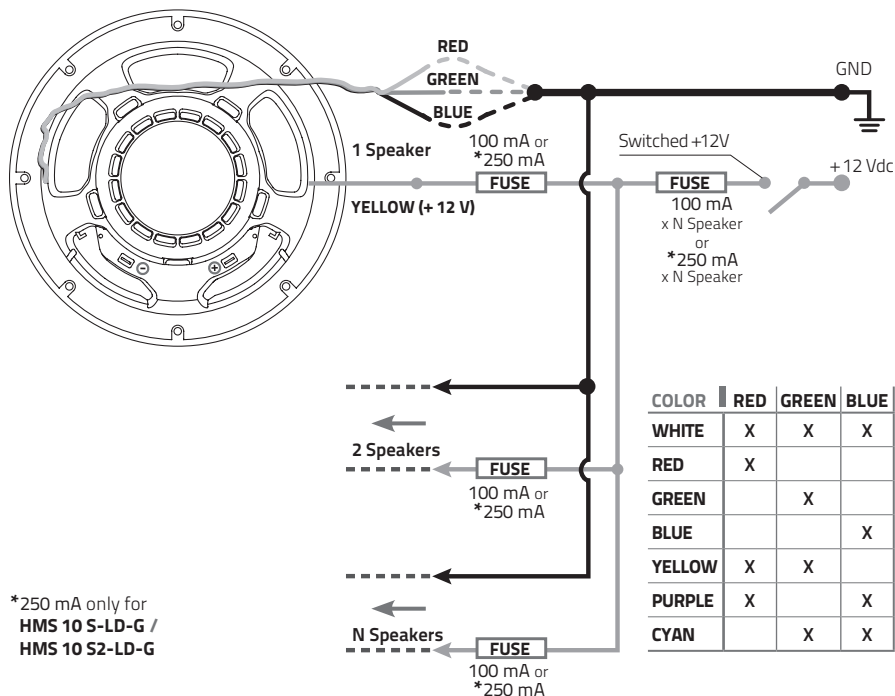 RED
GREEN
BLUE
GND
1 Speaker
100 mA or
*250 mA
Switched +12V
+ 12 Vdc
FUSE
FUSE
YELLOW (+ 12 V)
100 mA
x N Speaker
or
*250 mA
x N Speaker
2 Speakers
FUSE
100 mA or
*250 mA
N Speakers
FUSE
100 mA or
*250 mA
COLOR RED GREEN BLUE
WHITE X X X
RED X
GREEN X
BLUE X
YELLOW X X
PURPLE X X
CYAN X X
*250 mA only for
HMS 10 S-LD-G /
HMS 10 S2-LD-G